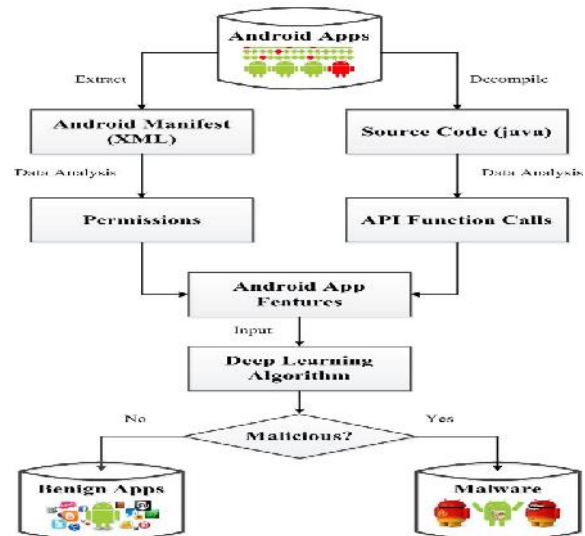 Android Apps
Extract
Decompile
Android Manifest
(XML)
Source Code (java)
Data Analysis
Data Analysis
Permissions
API Function Calls
Android App
Features
Input
Deep Learning
Algorithm
No
Yes
Malicious?
Benign Apps
Malware